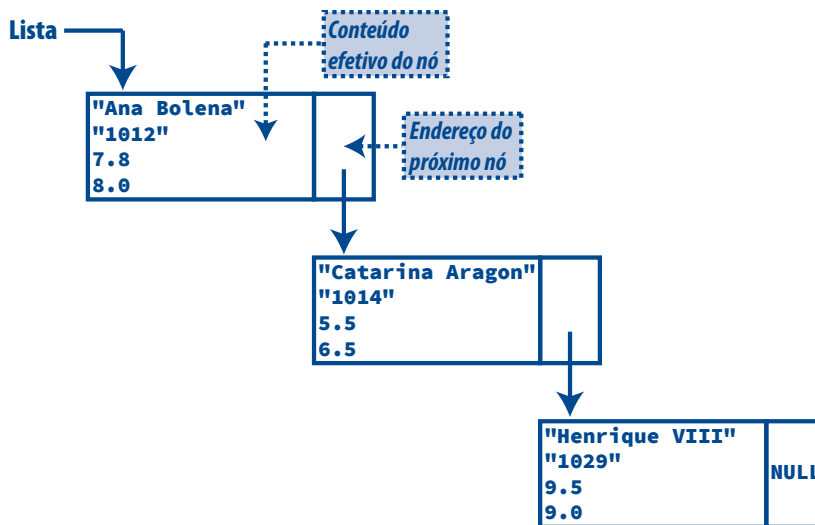 Lista
Conteúdo
efetivo do nó
"Ana Bolena"
"1012"
7.8
8.0
Endereço do
próximo nó
"Catarina Aragon"
"1014"
5.5
6.5
"Henrique VIII"
"1029"
9.5
9.0
NULL